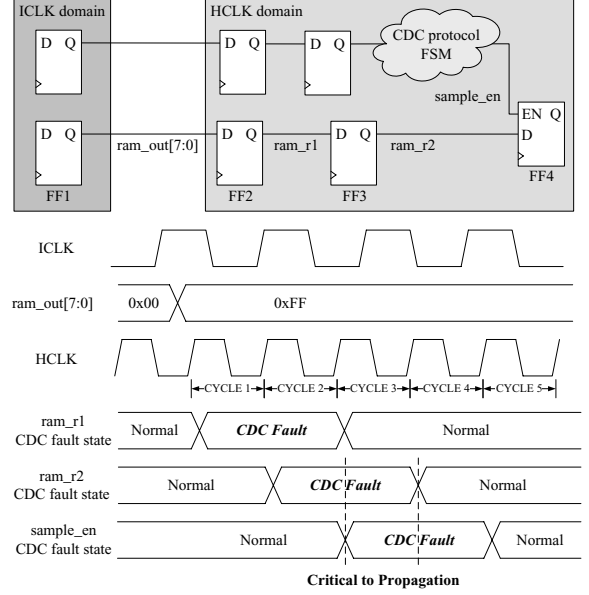 ICLK domain
HCLK domain
D Q
D Q
D Q
CDC protocol
FSM
sample_en
EN Q
D
FF4
D Q
FF1
ram_out[7:0]
D Q
FF2
ram_r1
D Q
FF3
ram_r2
ICLK
ram_out[7:0]
0x00
0xFF
HCLK
CYCLE 1
CYCLE 2
CYCLE 3
CYCLE 4
CYCLE 5
ram_r1
CDC fault state
Normal
CDC Fault
Normal
ram_r2
CDC fault state
Normal
CDC Fault
Normal
sample_en
CDC fault state
Normal
CDC Fault
Normal
Critical to Propagation